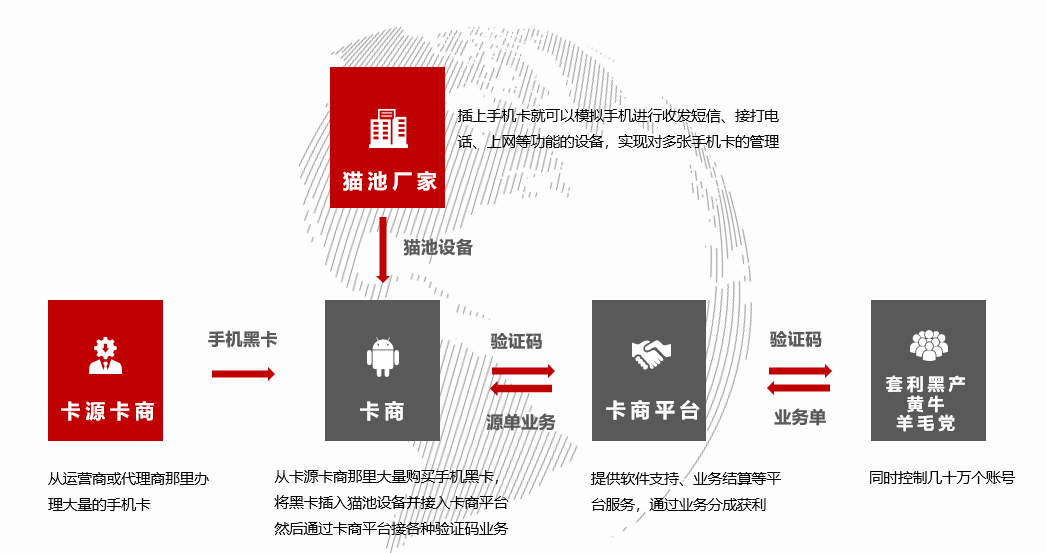 插上手机卡就可以模拟手机进行收发短信、接打电
话、上网等功能的设备，实现对多张手机卡的管理
猫池厂家
猫池设备
手机黑卡
验证码
验证码
源单业务
业务单
卡源卡商
卡商
卡商平台
套利黑产
黄牛
羊毛党
从运营商或代理商那里办
理大量的手机卡
从卡源卡商那里大量购买手机黑卡，
将黑卡插入猫池设备并接入卡商平台
然后通过卡商平台接各种验证码业务
提供软件支持、业务结算等平
台服务，通过业务分成获利
同时控制几十万个账号